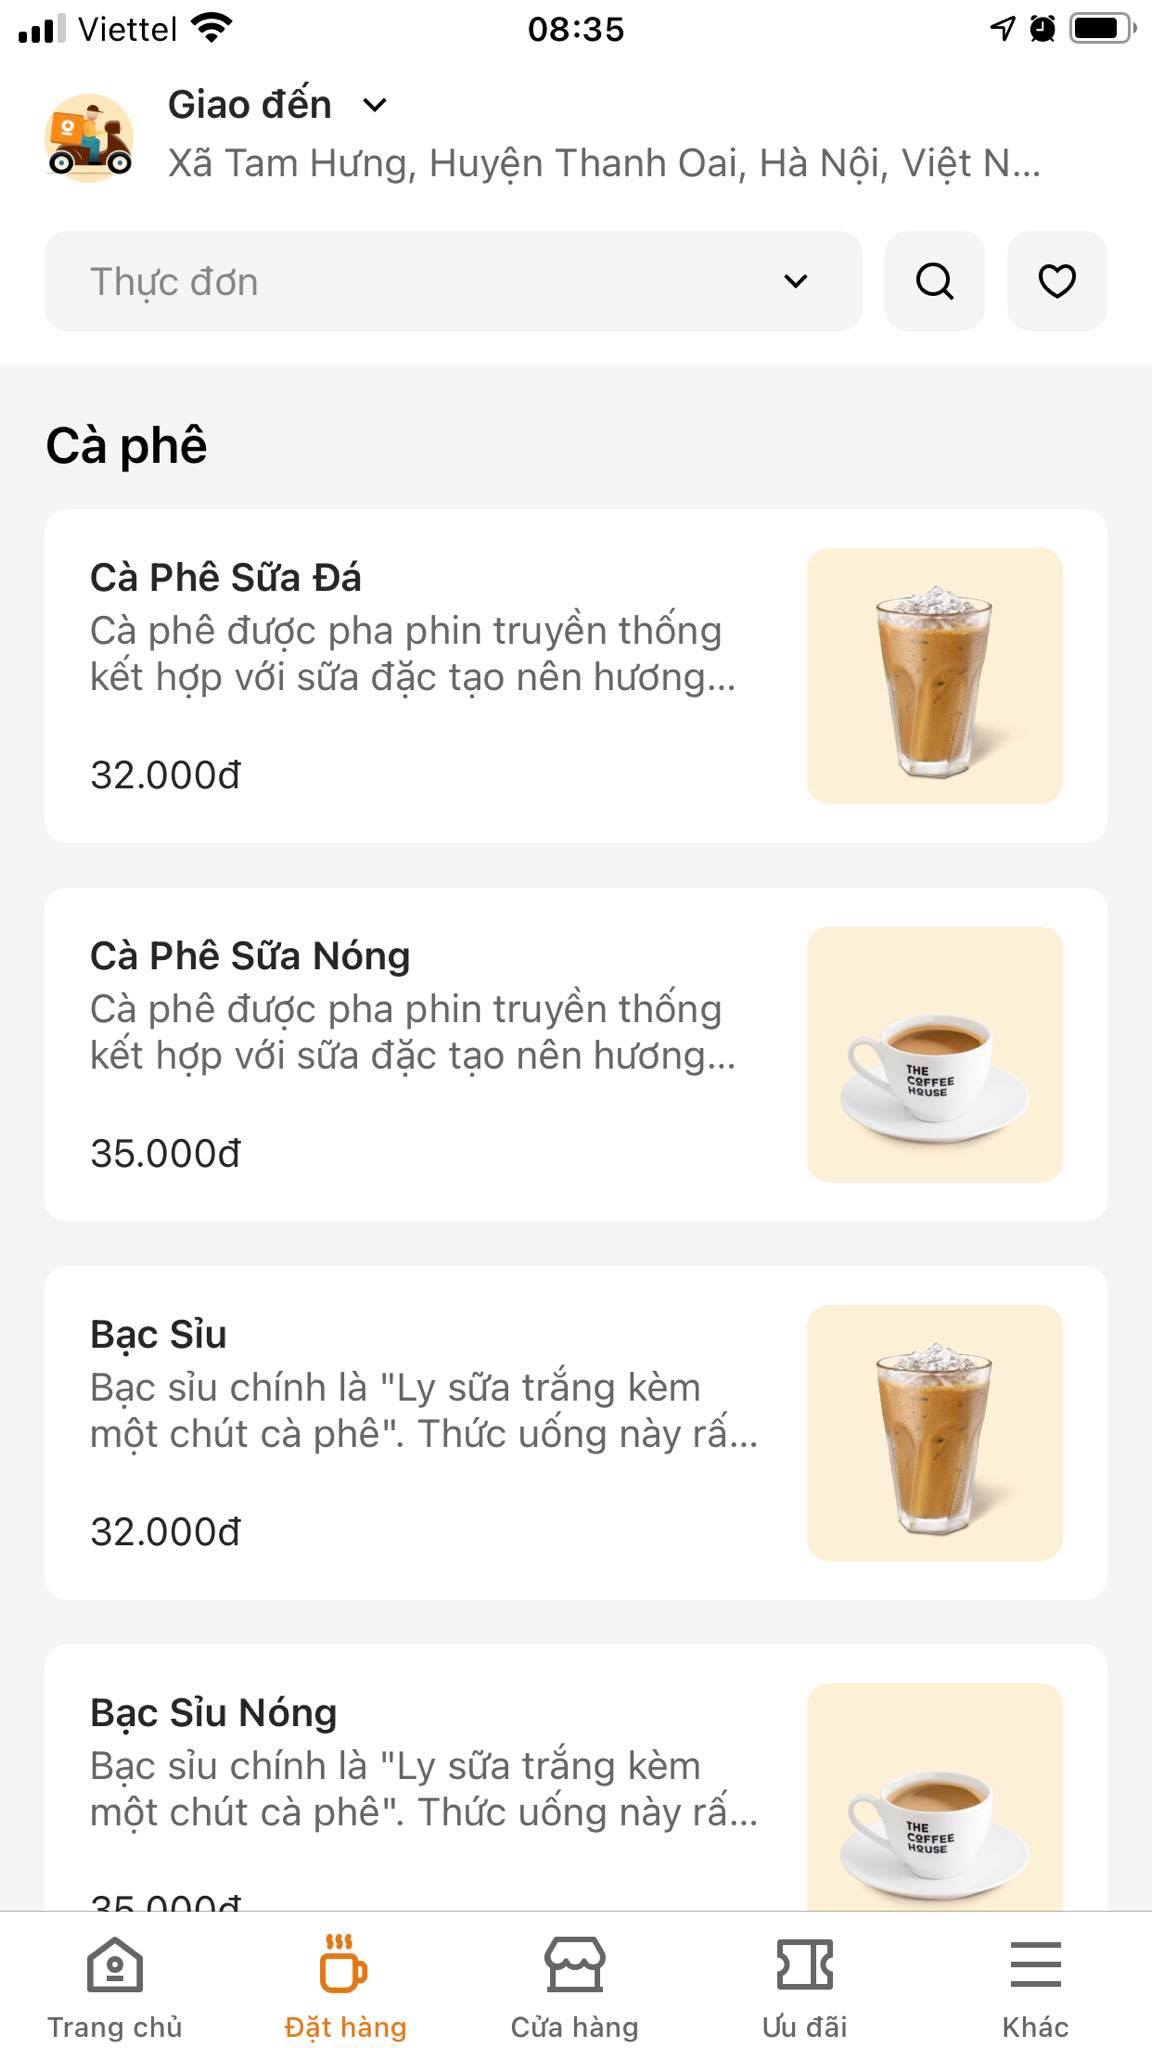 Viettel
08:35
Giao đến
Xã Tam Hưng, Huyện Thanh Oai, Hà Nội, Việt N...
Thực đơn
Cà phê
Cà Phê Sữa Đá
Cà phê được pha phin truyền thống
kết hợp với sữa đặc tạo nên hương...
32.000đ
Cà Phê Sữa Nóng
Cà phê được pha phin truyền thống
kết hợp với sữa đặc tạo nên hương...
35.000đ
THE
COFFEE
HOUSE
Bạc Sỉu
Bạc sỉu chính là "Ly sữa trắng kèm
một chút cà phê". Thức uống này rấ...
32.000đ
Bạc Sỉu Nóng
Bạc sỉu chính là "Ly sữa trắng kèm
một chút cà phê". Thức uống này rấ...
35.000đ
THE
COFFEE
HOUSE
Trang chủ
Đặt hàng
Cửa hàng
Ưu đãi
Khác